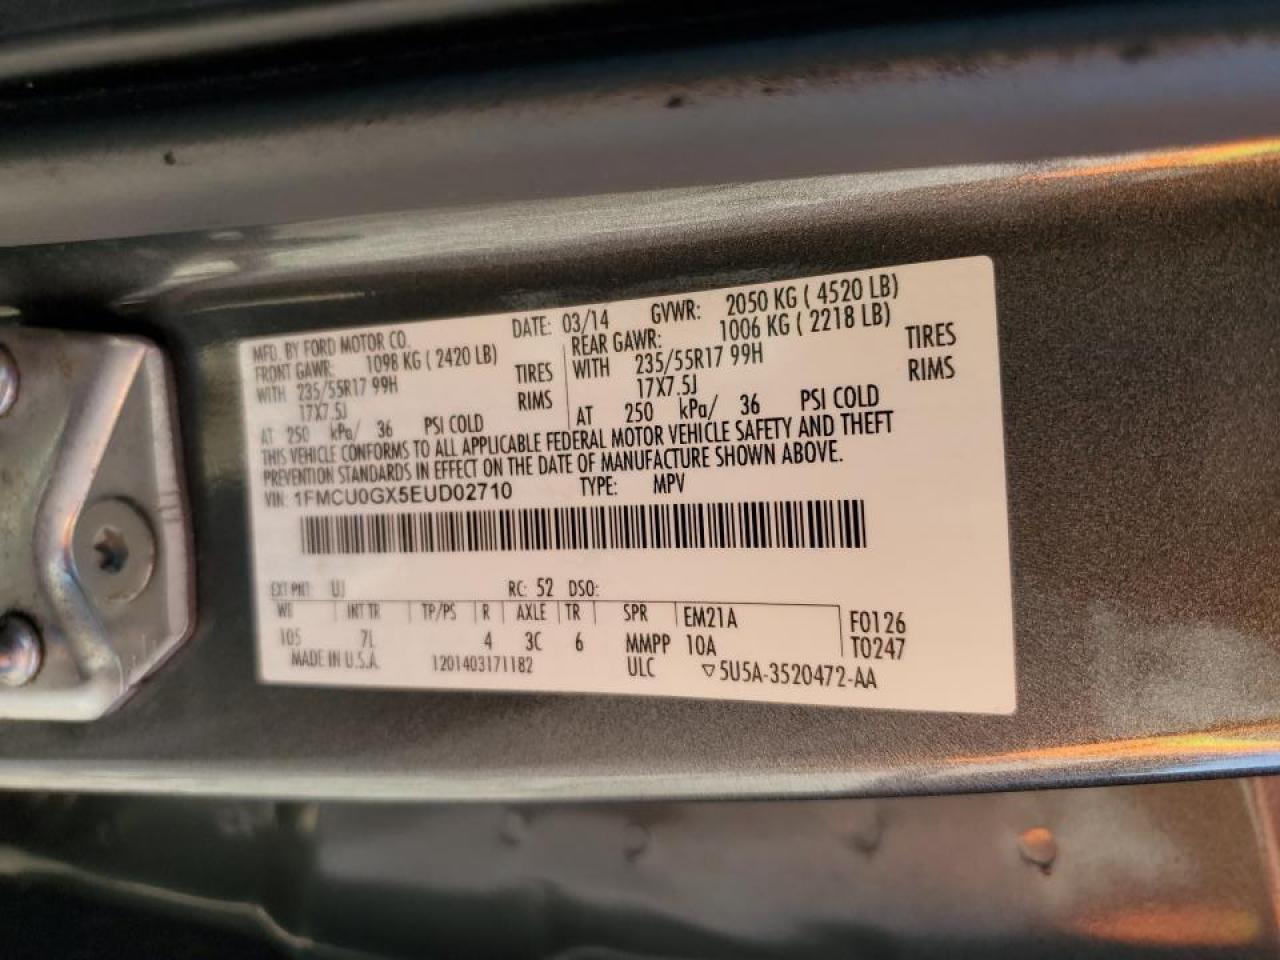 MFD. BY FORD MOTOR CO.
DATE: 03/14 GVWR: 2050 KG ( 4520 LB)
FRONT GAWR: 1098 KG ( 2420 LB)
REAR GAWR: 1006 KG ( 2218 LB)
WITH 235/55R17 99H TIRES
WITH 235/55R17 99H TIRES
17X7.5J RIMS
17X7.5J RIMS
AT 250 kPa/ 36 PSI COLD
AT 250 kPa/ 36 PSI COLD
THIS VEHICLE CONFORMS TO ALL APPLICABLE FEDERAL MOTOR VEHICLE SAFETY AND THEFT
PREVENTION STANDARDS IN EFFECT ON THE DATE OF MANUFACTURE SHOWN ABOVE.
VIN: 1FMCU0GX5EUD02710 TYPE: MPV
EXT PNT: UJ RC: 52 DSO:
WB INT TR TP/PS R AXLE TR SPR EM21A F0126
105 7L 4 3C 6 MMPP 10A T0247
MADE IN U.S.A. 1201403171182 ULC ▽5U5A-3520472-AA